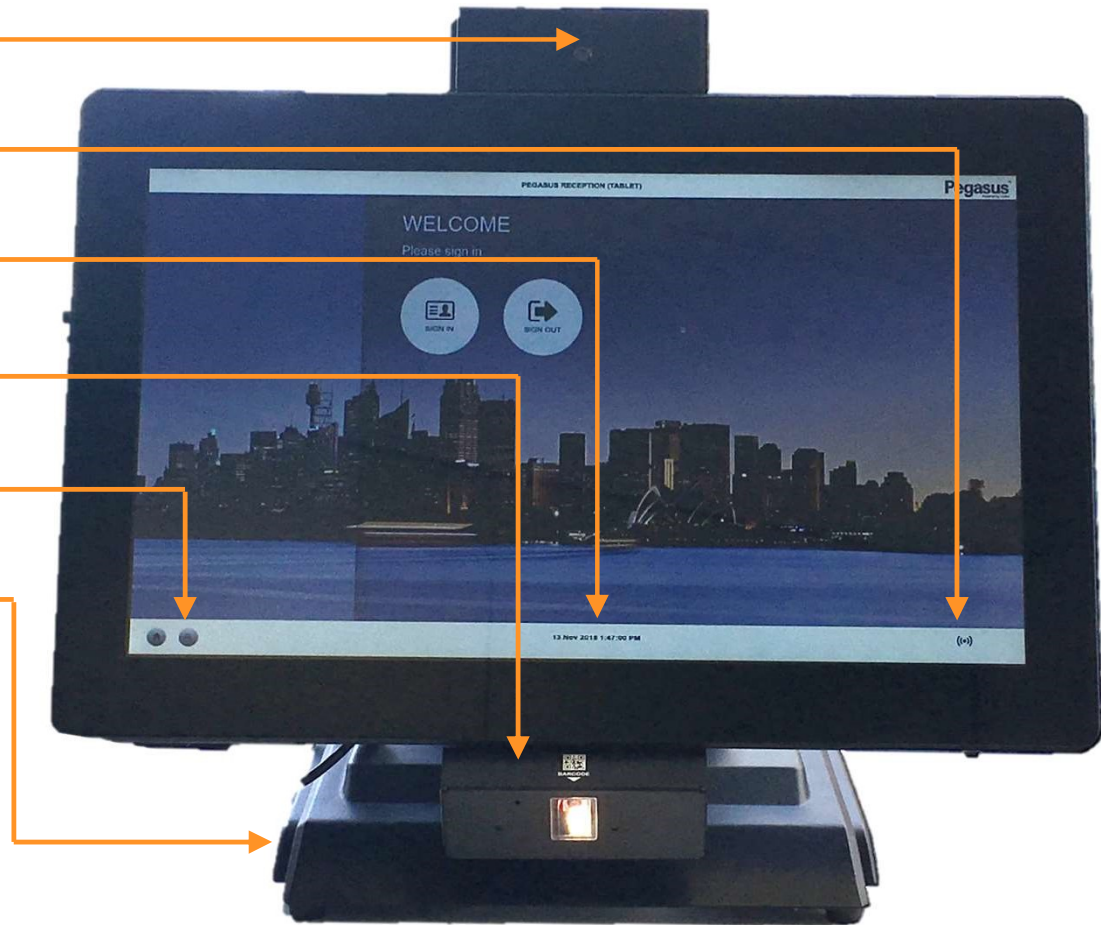 PEGASUS RECEPTION (TABLET)
Pegasus
WELCOME
Please sign in
SIGN IN
SIGN OUT
13 Nov 2018 1:47:00 PM
BARCODE